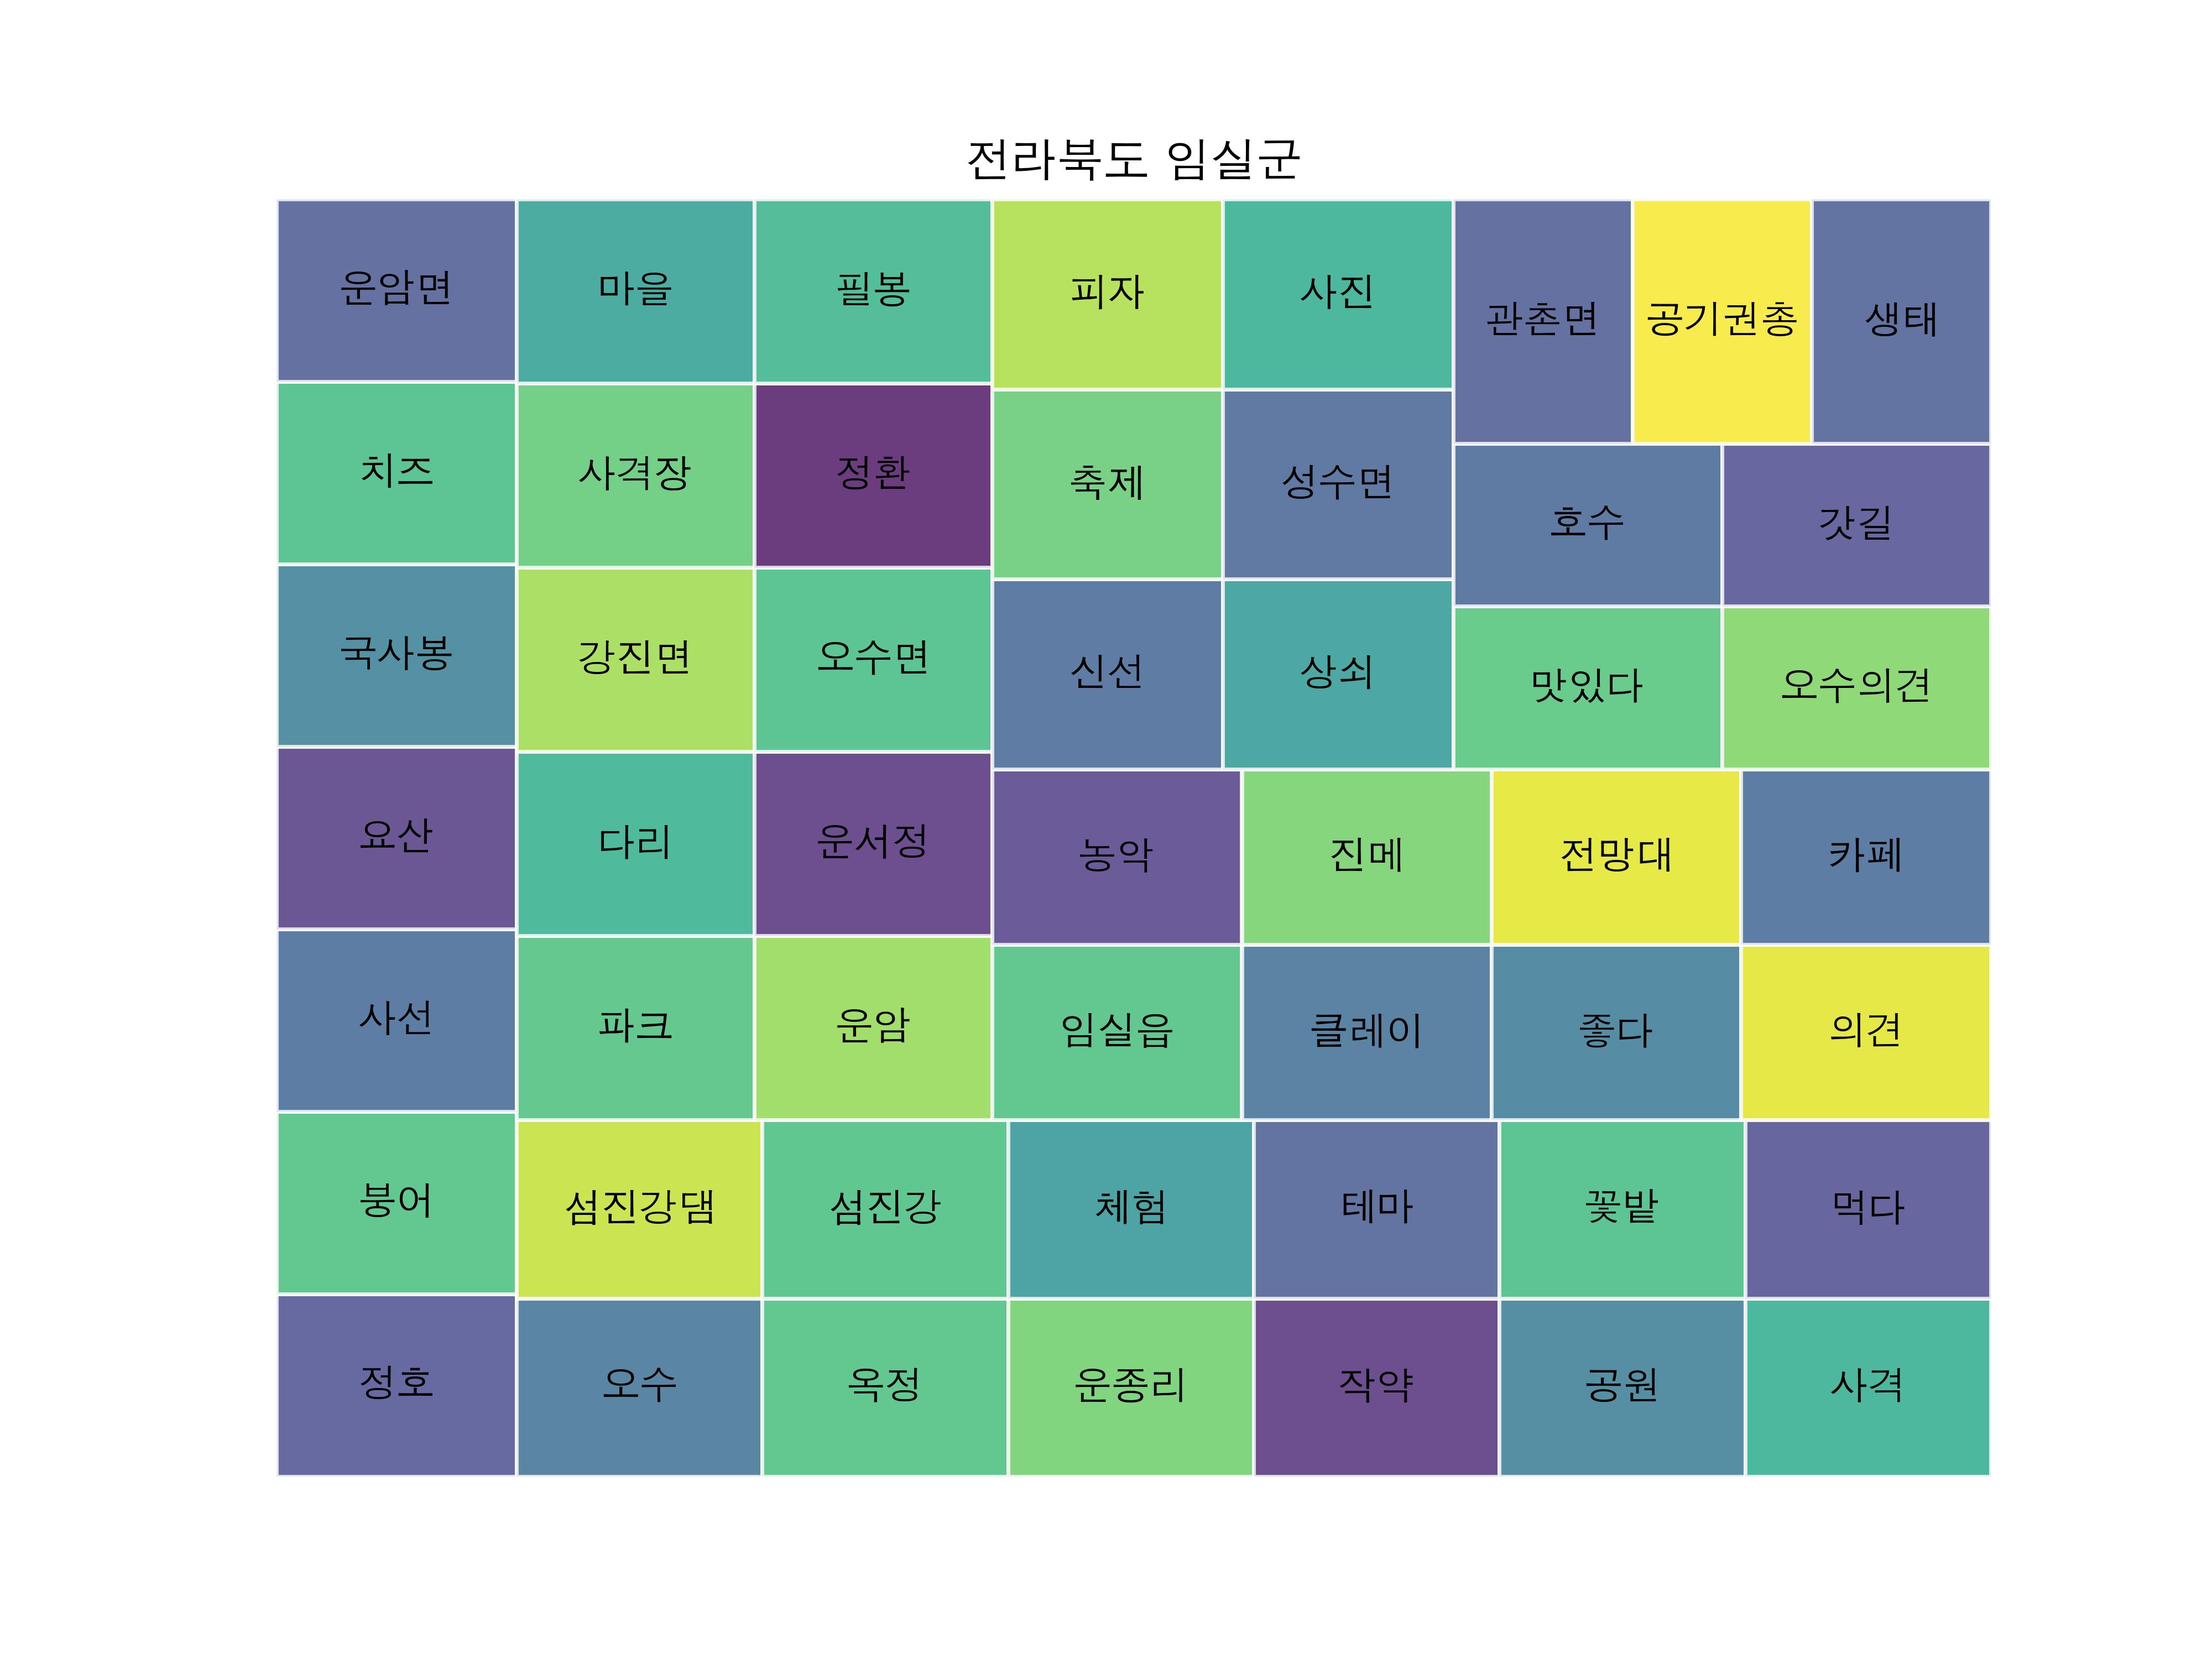 전라북도 임실군
운암면 마을 필봉 피자 사진 관촌면 공기권총 생태
치즈 사격장 정환 축제 성수면 호수 갓길
국사봉 강진면 오수면 신선 상쇠 맛있다 오수의견
요산 다리 운서정 농악 진메 전망대 카페
사선 파크 운암 임실읍 클레이 좋다 의견
붕어 섬진강댐 섬진강 체험 테마 꽃밭 먹다
정호 오수 옥정 운종리 작약 공원 사격